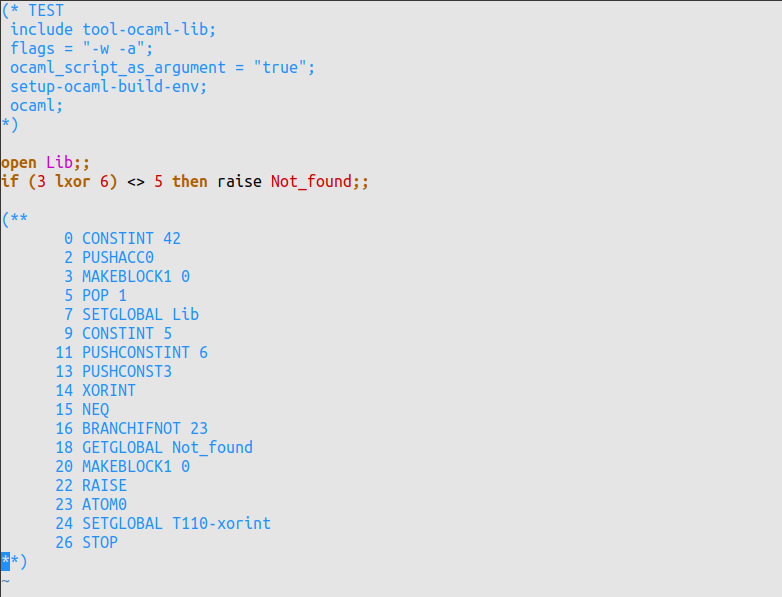 (* TEST
 include tool-ocaml-lib;
 flags = "-w -a";
 ocaml_script_as_argument = "true";
 setup-ocaml-build-env;
 ocaml;
*)

open Lib;;
if (3 lxor 6) <> 5 then raise Not_found;;

(**
       0 CONSTINT 42
       2 PUSHACC0
       3 MAKEBLOCK1 0
       5 POP 1
       7 SETGLOBAL Lib
       9 CONSTINT 5
      11 PUSHCONSTINT 6
      13 PUSHCONST3
      14 XORINT
      15 NEQ
      16 BRANCHIFNOT 23
      18 GETGLOBAL Not_found
      20 MAKEBLOCK1 0
      22 RAISE
      23 ATOM0
      24 SETGLOBAL T110-xorint
      26 STOP
**)
~